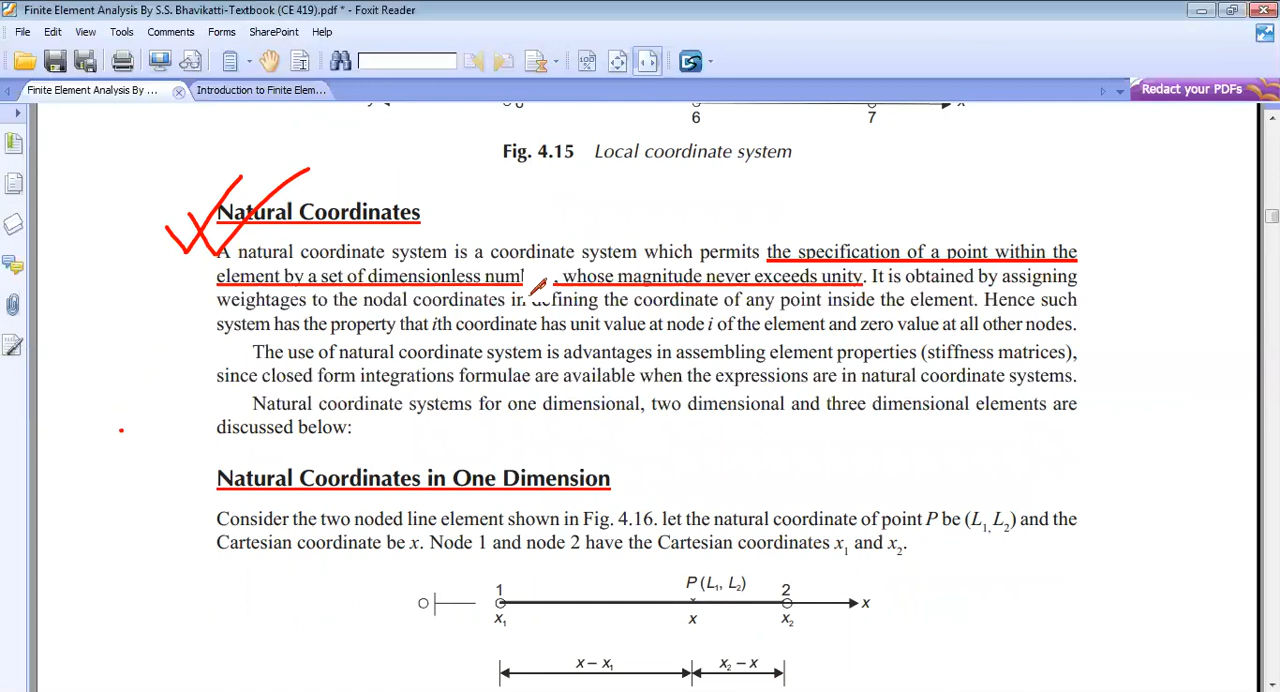 Finite Element Analysis By S.S. Bhavikatti-Textbook (CE 419).pdf * - Foxit Reader
File Edit View Tools Comments Forms SharePoint Help
Finite Element Analysis By ... Introduction to Finite Elem... Redact your PDFs
6 7
Fig. 4.15 Local coordinate system
Natural Coordinates
A natural coordinate system is a coordinate system which permits the specification of a point within the
element by a set of dimensionless whose magnitude never exceeds unity. It is obtained by assigning
weightages to the nodal coordinates in defining the coordinate of any point inside the element. Hence such
system has the property that ith coordinate has unit value at node i of the element and zero value at all other nodes.
The use of natural coordinate system is advantages in assembling element properties (stiffness matrices),
since closed form integrations formulae are available when the expressions are in natural coordinate systems.
Natural coordinate systems for one dimensional, two dimensional and three dimensional elements are
discussed below:
Natural Coordinates in One Dimension
Consider the two noded line element shown in Fig. 4.16. let the natural coordinate of point P be (L₁, L₂) and the
Cartesian coordinate be x. Node 1 and node 2 have the Cartesian coordinates x₁ and x₂.
1 P (L₁, L₂) 2
O x
x₁ x x₂
x – x₁ x₂ – x